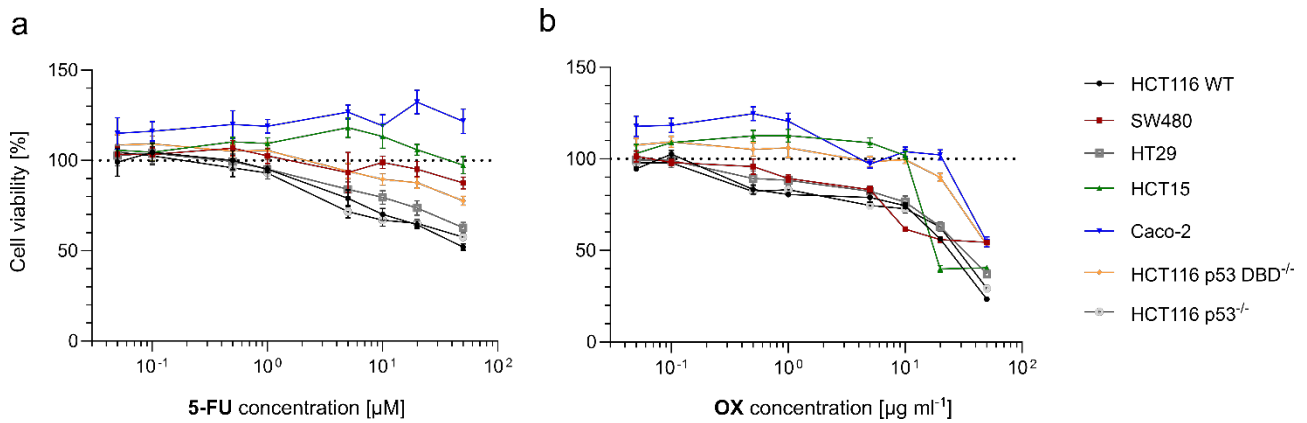 a
150
100
50
0
Cell viability [%]
10⁻¹
10⁰
10¹
10²
5-FU concentration [µM]
b
150
100
50
0
10⁻¹
10⁰
10¹
10²
OX concentration [µg ml⁻¹]
HCT116 WT
SW480
HT29
HCT15
Caco-2
HCT116 p53 DBD⁻/⁻
HCT116 p53⁻/⁻